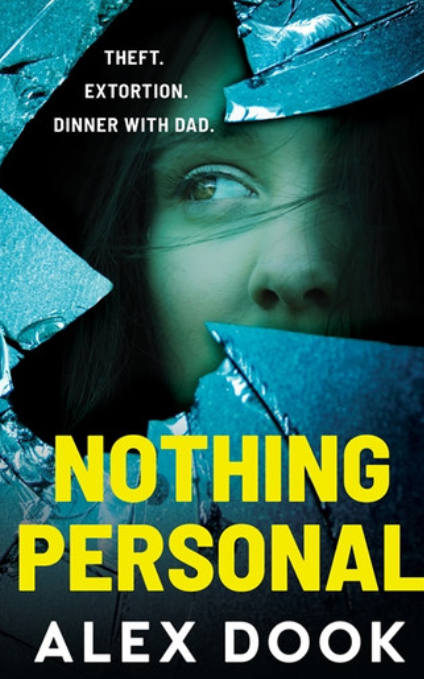 THEFT.
EXTORTION.
DINNER WITH DAD.
NOTHING
PERSONAL
ALEX DOOK